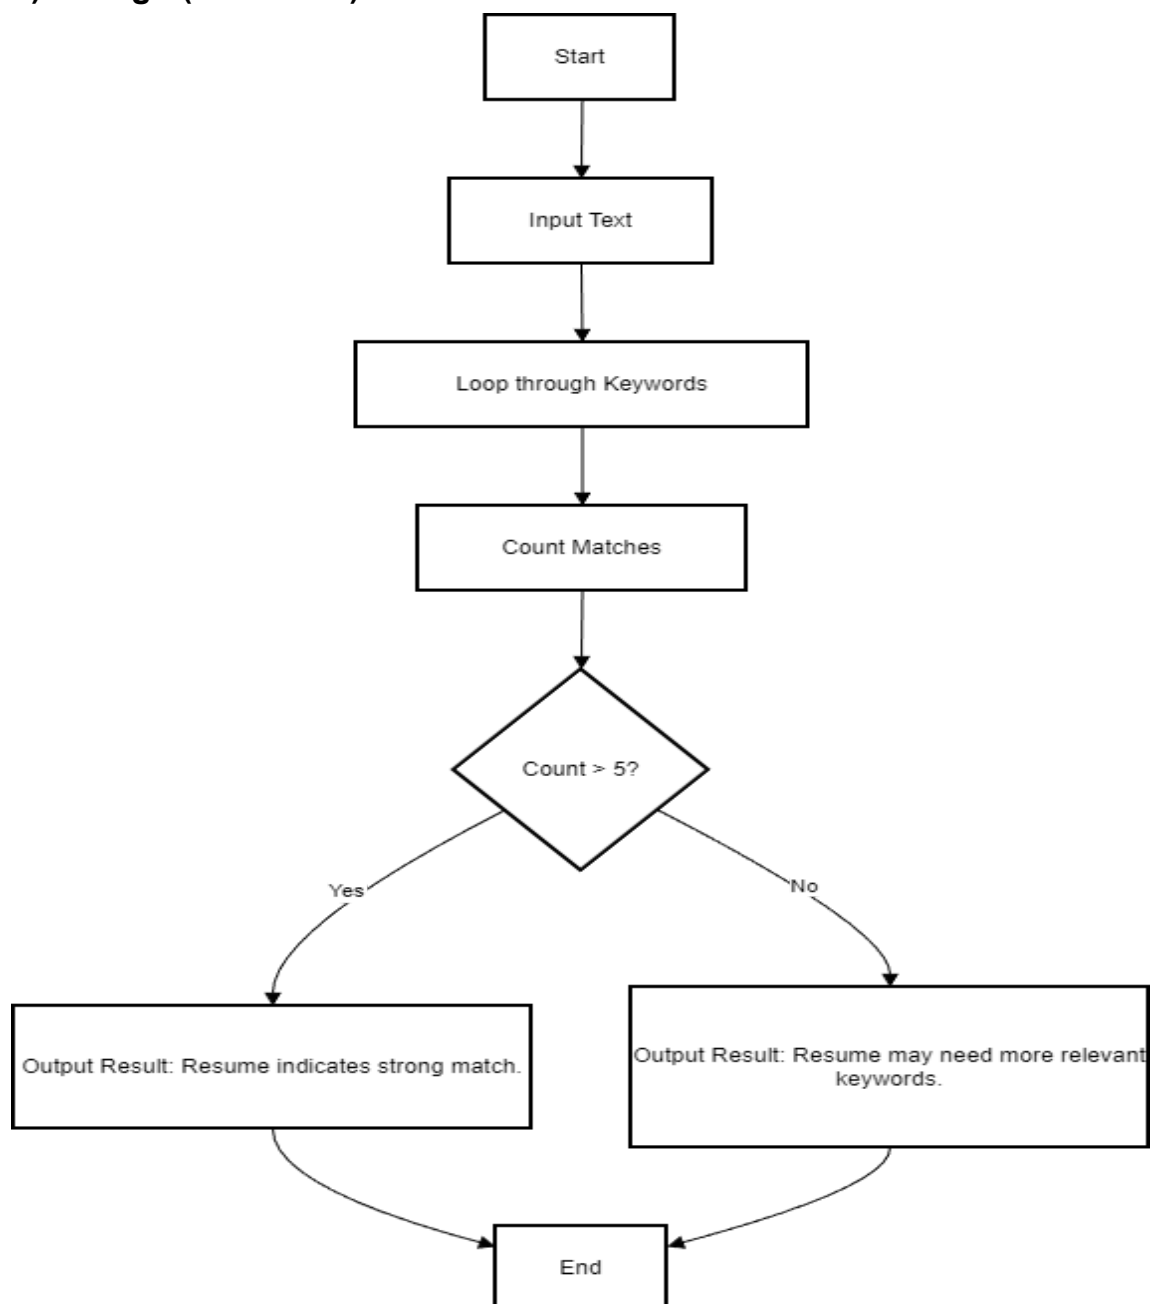 Start
Input Text
Loop through Keywords
Count Matches
Count > 5?
Yes
No
Output Result: Resume indicates strong match.
Output Result: Resume may need more relevant
keywords.
End